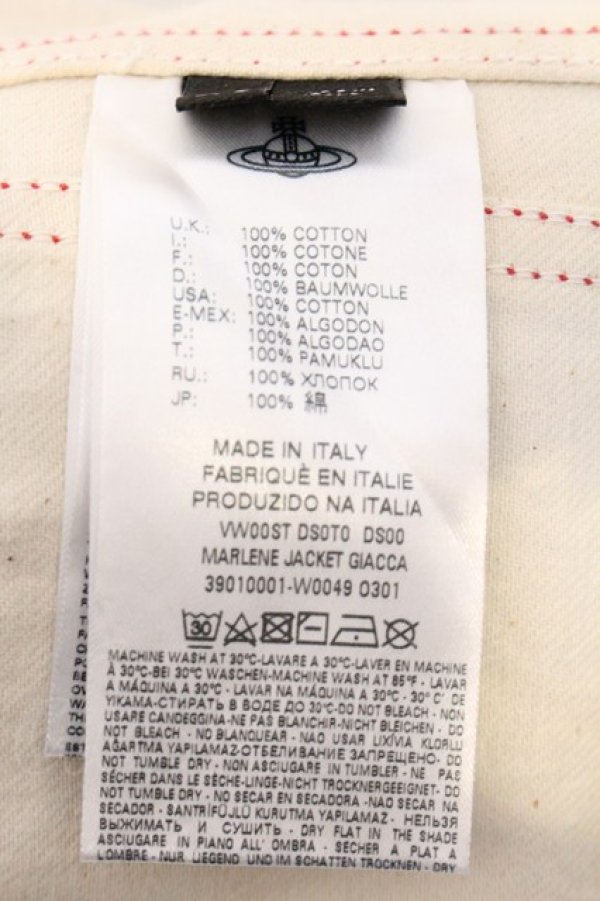 U.K.: 100% COTTON
I.: 100% COTONE
F.: 100% COTON
D.: 100% BAUMWOLLE
USA: 100% COTTON
E-MEX: 100% ALGODON
P.: 100% ALGODAO
T.: 100% PAMUKLU
RU.: 100% ХЛОПОК
JP: 100% 綿
MADE IN ITALY
FABRIQUÈ EN ITALIE
PRODUZIDO NA ITALIA
VW00ST DS0T0 DS00
MARLENE JACKET GIACCA
39010001-W0049 0301
30
MACHINE WASH AT 30°C-LAVARE A 30°C-LAVER EN MACHINE
À 30°C-BEI 30°C WASCHEN-MACHINE WASH AT 85°F - LAVAR
A MÁQUINA A 30°C - LAVAR NA MÁQUINA A 30°C - 30° C' DE
YIKAMA-СТИРАТЬ В ВОДЕ ДО 30°C-DO NOT BLEACH - NON
USARE CANDEGGINA-NE PAS BLANCHIR-NICHT BLEICHEN - DO
NOT BLEACH - NO BLANQUEAR - NAO USAR LIXÍVIA KLORLU
AĞARTMA YAPILAMAZ-ОТБЕЛИВАНИЕ ЗАПРЕЩЕНО- DO
NOT TUMBLE DRY - NON ASCIUGARE IN TUMBLER - NE PAS
SÉCHER DANS LE SÈCHE-LINGE-NICHT TROCKNERGEEIGNET- DO
NOT TUMBLE DRY - NO SECAR EN SECADORA - NÃO SECAR NA
SECADOR - SANTRİFÜJLÜ KURUTMA YAPILAMAZ - НЕЛЬЗЯ
ВЫЖИМАТЬ И СУШИТЬ - DRY FLAT IN THE SHADE
ASCIUGARE IN PIANO ALL' OMBRA - SÉCHER A PLAT A
L'OMBRE - NUR LIEGEND UND IM SCHATTEN TROCKNEN - DRY